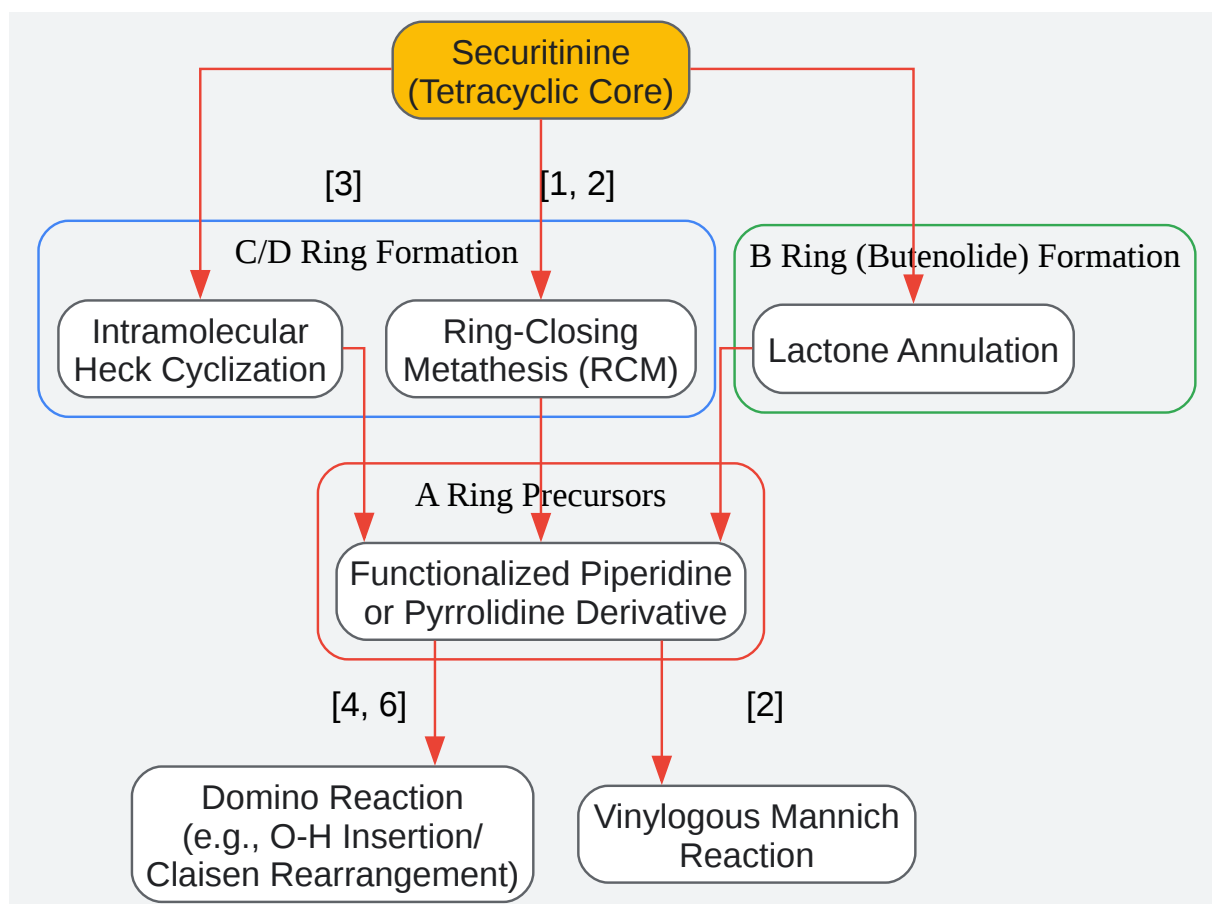 Securitinine
(Tetracyclic Core)
[3]
[1, 2]
C/D Ring Formation
B Ring (Butenolide) Formation
Intramolecular
Heck Cyclization
Ring-Closing
Metathesis (RCM)
Lactone Annulation
A Ring Precursors
Functionalized Piperidine
or Pyrrolidine Derivative
[4, 6]
[2]
Domino Reaction
(e.g., O-H Insertion/
Claisen Rearrangement)
Vinylogous Mannich
Reaction